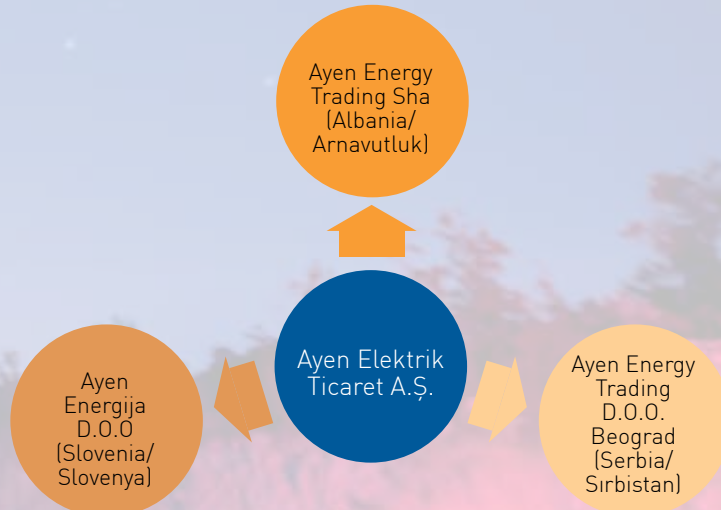 Ayen Energy
Trading Sha
(Albania/
Arnavutluk)
Ayen Elektrik
Ticaret A.Ş.
Ayen
Energija
D.O.O
(Slovenia/
Slovenya)
Ayen Energy
Trading
D.O.O.
Beograd
(Serbia/
Sırbistan)